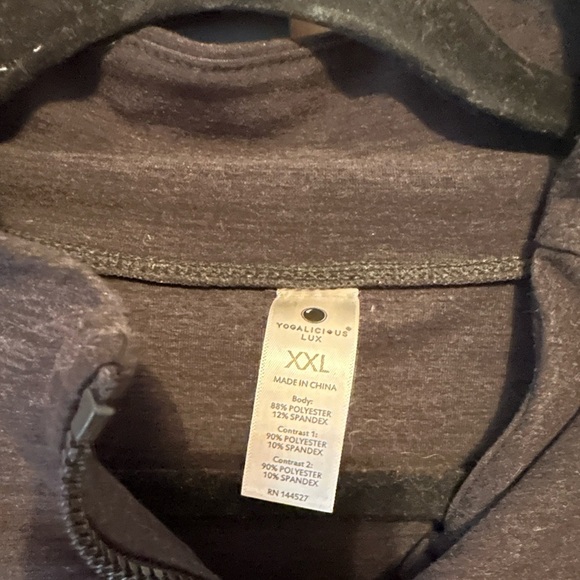 YOGALICIOUS®
LUX
XXL
MADE IN CHINA
Body:
88% POLYESTER
12% SPANDEX
Contrast 1:
90% POLYESTER
10% SPANDEX
Contrast 2:
90% POLYESTER
10% SPANDEX
RN 144527